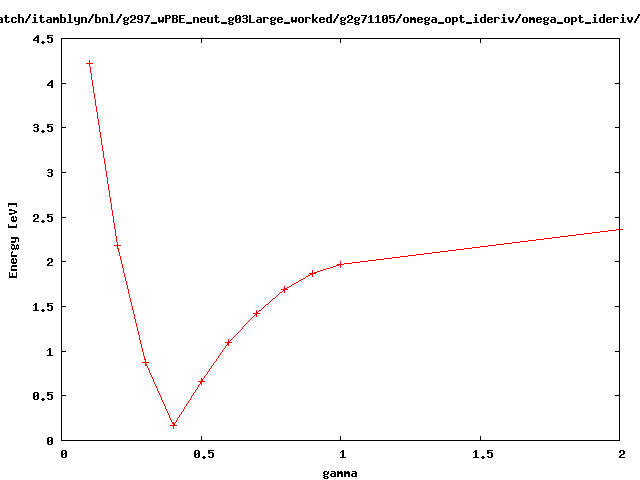 atch/itamblyn/bnl/g297_wPBE_neut_g03Large_worked/g2g71105/omega_opt_ideriv/omega_opt_ideriv/
4.5
4
3.5
3
2.5
2
1.5
1
0.5
0
Energy [eV]
0 0.5 1 1.5 2
gamma